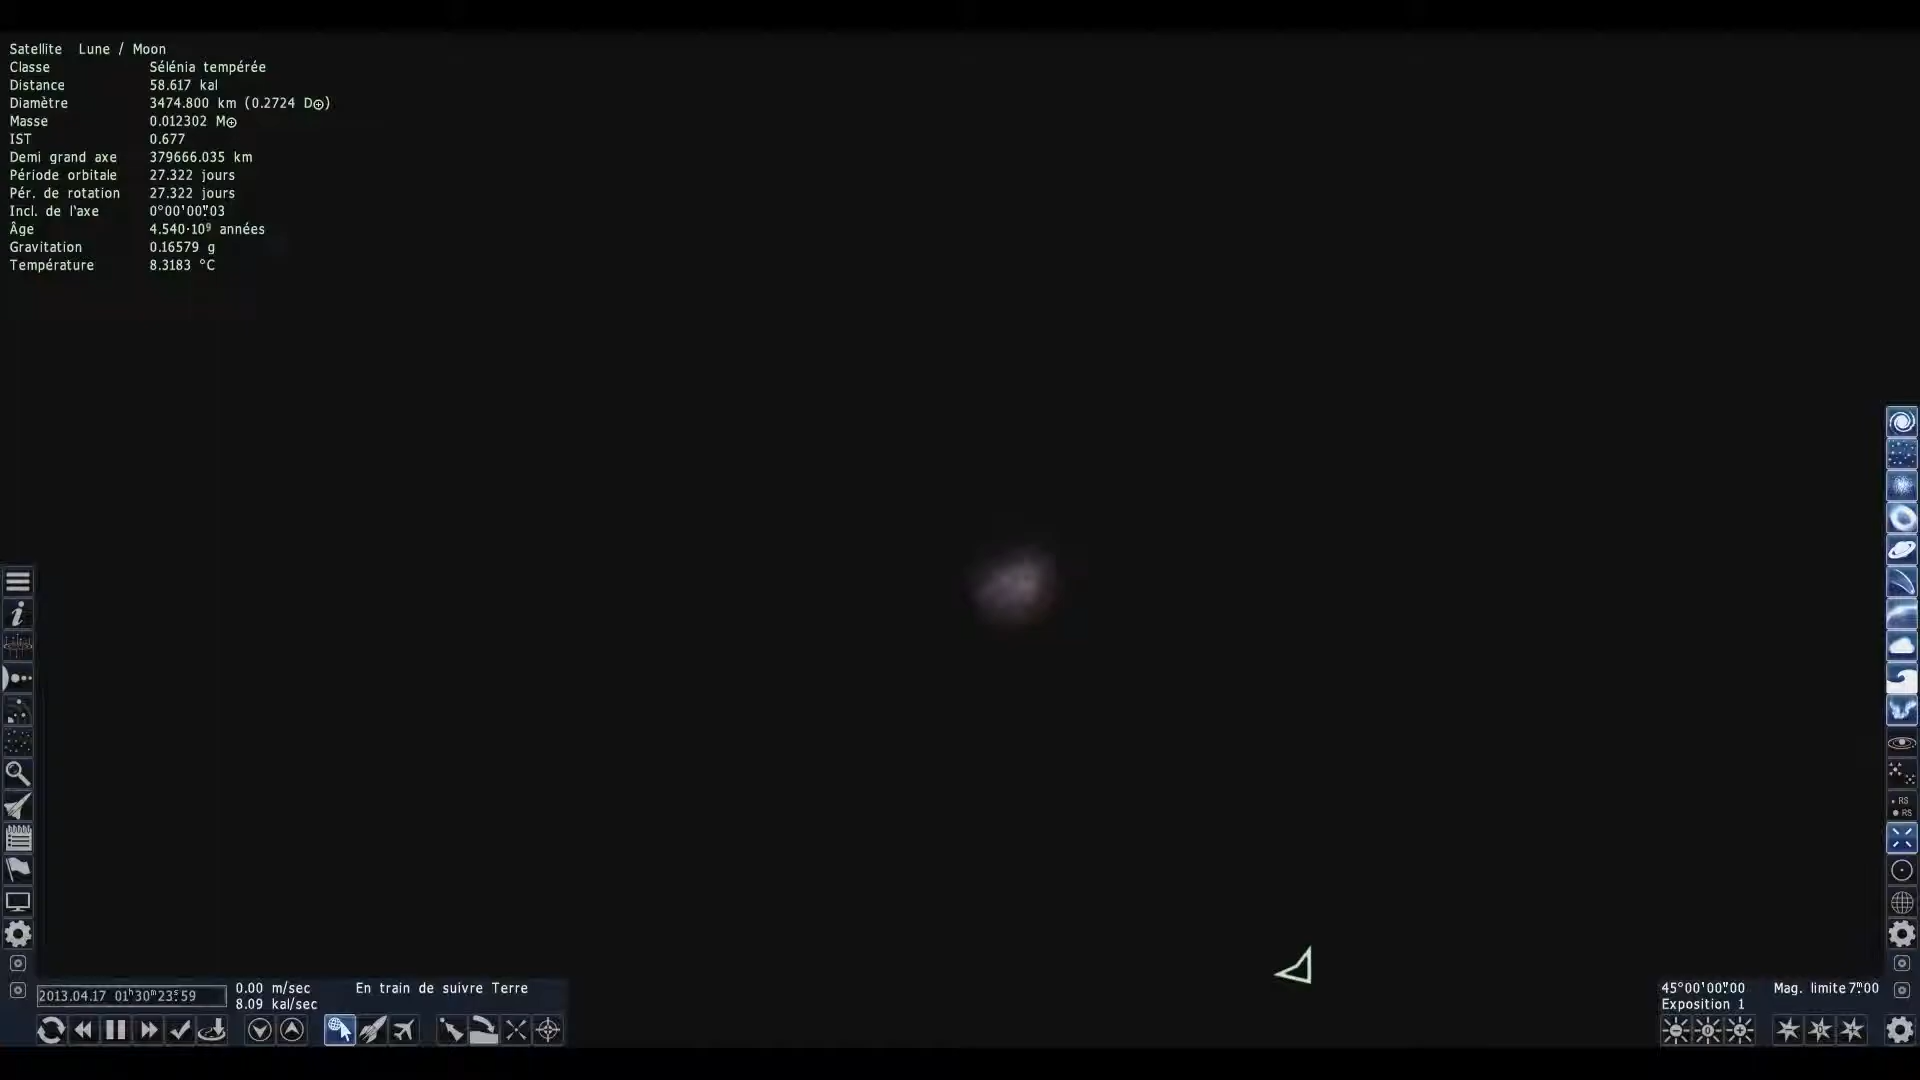 Satellite Lune / Moon
Classe Sélénia tempérée
Distance 58.617 kal
Diamètre 3474.800 km (0.2724 D⊕)
Masse 0.012302 M⊕
IST 0.677
Demi grand axe 379666.035 km
Période orbitale 27.322 jours
Pér. de rotation 27.322 jours
Incl. de l'axe 0°00'00"03
Âge 4.540·10⁹ années
Gravitation 0.16579 g
Température 8.3183 °C
RS
RS
2013.04.17 01ʰ30ᵐ23ˢ.59
0.00 m/sec
8.09 kal/sec
En train de suivre Terre
45°00'00"00
Exposition 1
Mag. limite 7ᵐ00